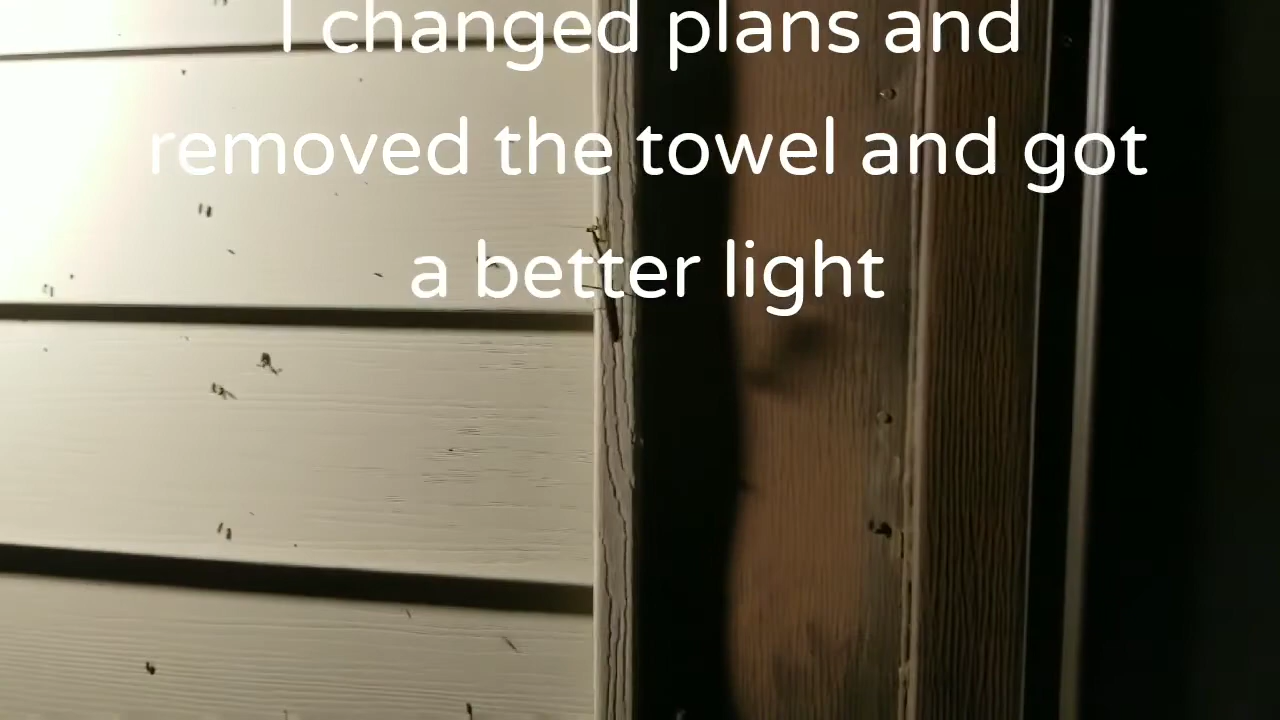 I changed plans and
removed the towel and got
a better light